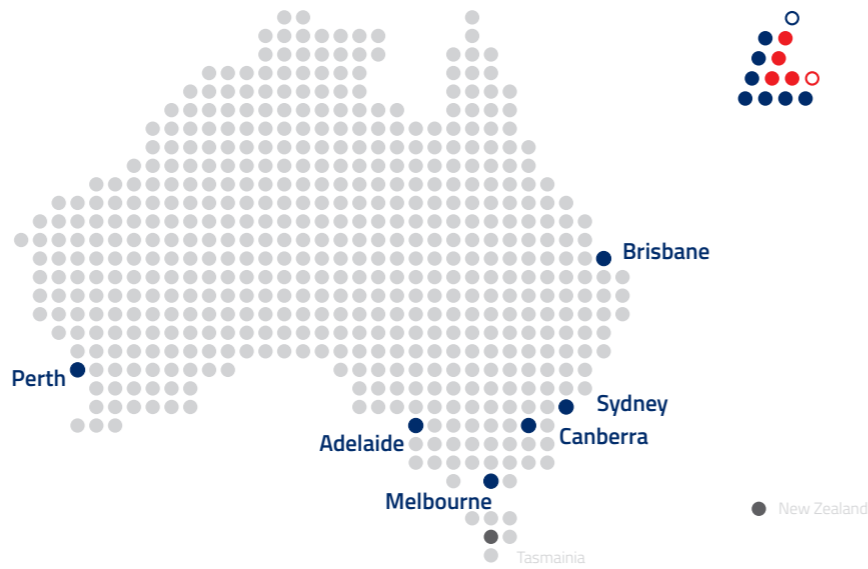 Brisbane
Perth
Sydney
Adelaide
Canberra
Melbourne
New Zealand
Tasmainia